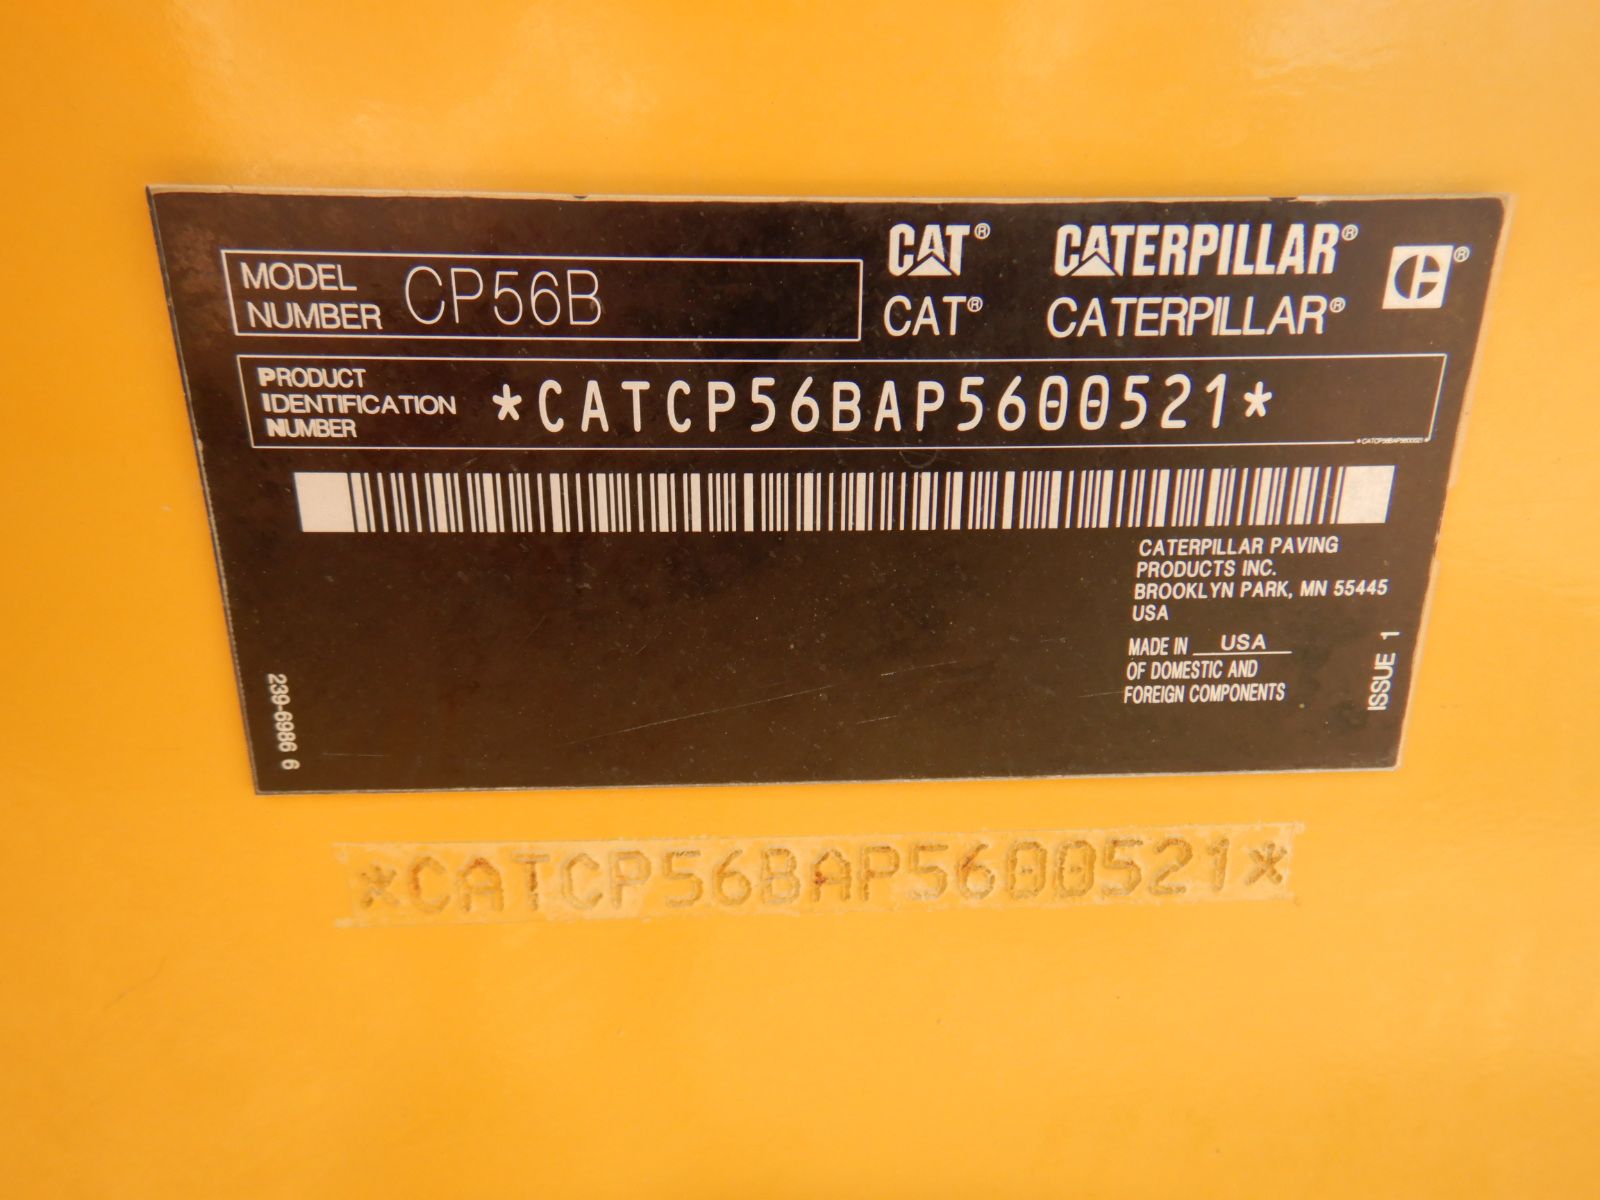 CAT® CATERPILLAR®
MODEL
NUMBER CP56B
CAT® CATERPILLAR®
PRODUCT
IDENTIFICATION
NUMBER *CATCP56BAP5600521*
*CATCP56BAP5600521*
CATERPILLAR PAVING
PRODUCTS INC.
BROOKLYN PARK, MN 55445
USA
MADE IN USA
OF DOMESTIC AND
FOREIGN COMPONENTS
ISSUE 1
239-6986 6
*CATCP56BAP5600521*